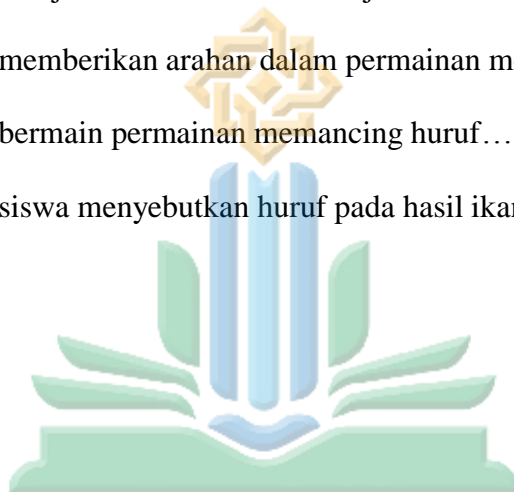 memberikan arahan dalam permainan m
bermain permainan memancing huruf…
siswa menyebutkan huruf pada hasil ikan